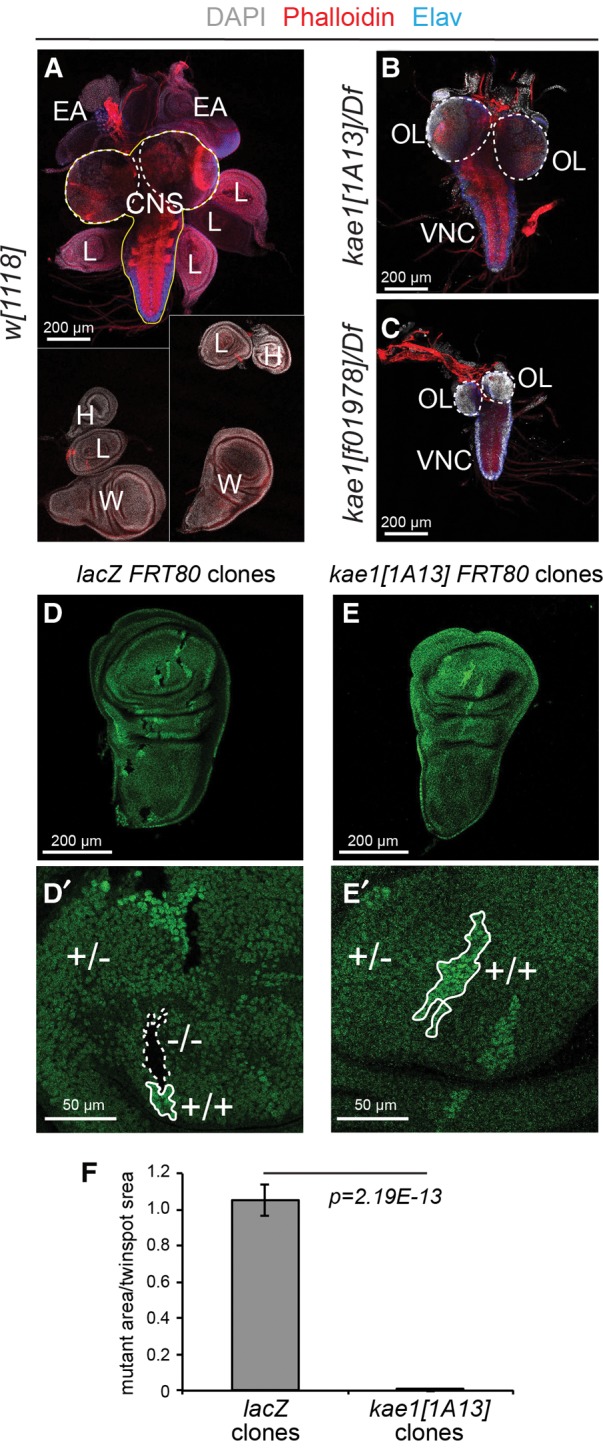 DAPI Phalloidin Elav
A
EA
EA
CNS
L
L
L
L
200 µm
L
H
H
L
W
W
w[1118]
B
OL
OL
VNC
200 µm
kae1[1A13]/Df
C
OL
OL
VNC
200 µm
kae1[f01978]/Df
lacZ FRT80 clones
kae1[1A13] FRT80 clones
D
200 µm
E
200 µm
D′
+/-
-/-
+/+
50 µm
E′
+/-
+/+
50 µm
F
mutant area/twinspot srea
1.2
1.0
0.8
0.6
0.4
0.2
0
p=2.19E-13
lacZ
clones
kae1[1A13]
clones